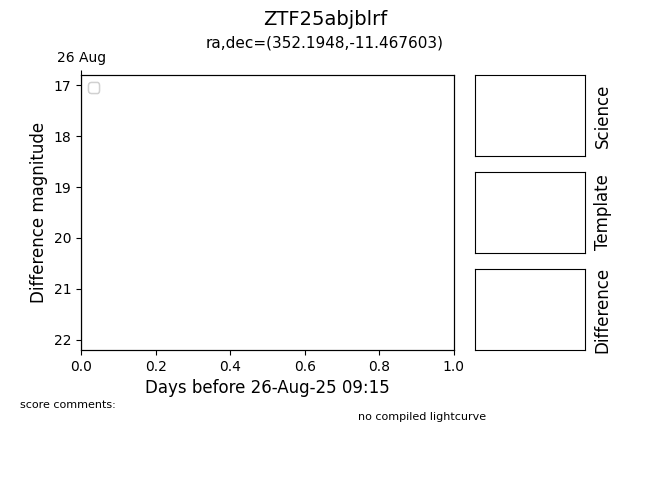 ZTF25abjblrf
ra,dec=(352.1948,-11.467603)
26 Aug
17
18
19
20
21
22
Difference magnitude
0.0 0.2 0.4 0.6 0.8 1.0
Days before 26-Aug-25 09:15
Science
Template
Difference
score comments:
no compiled lightcurve